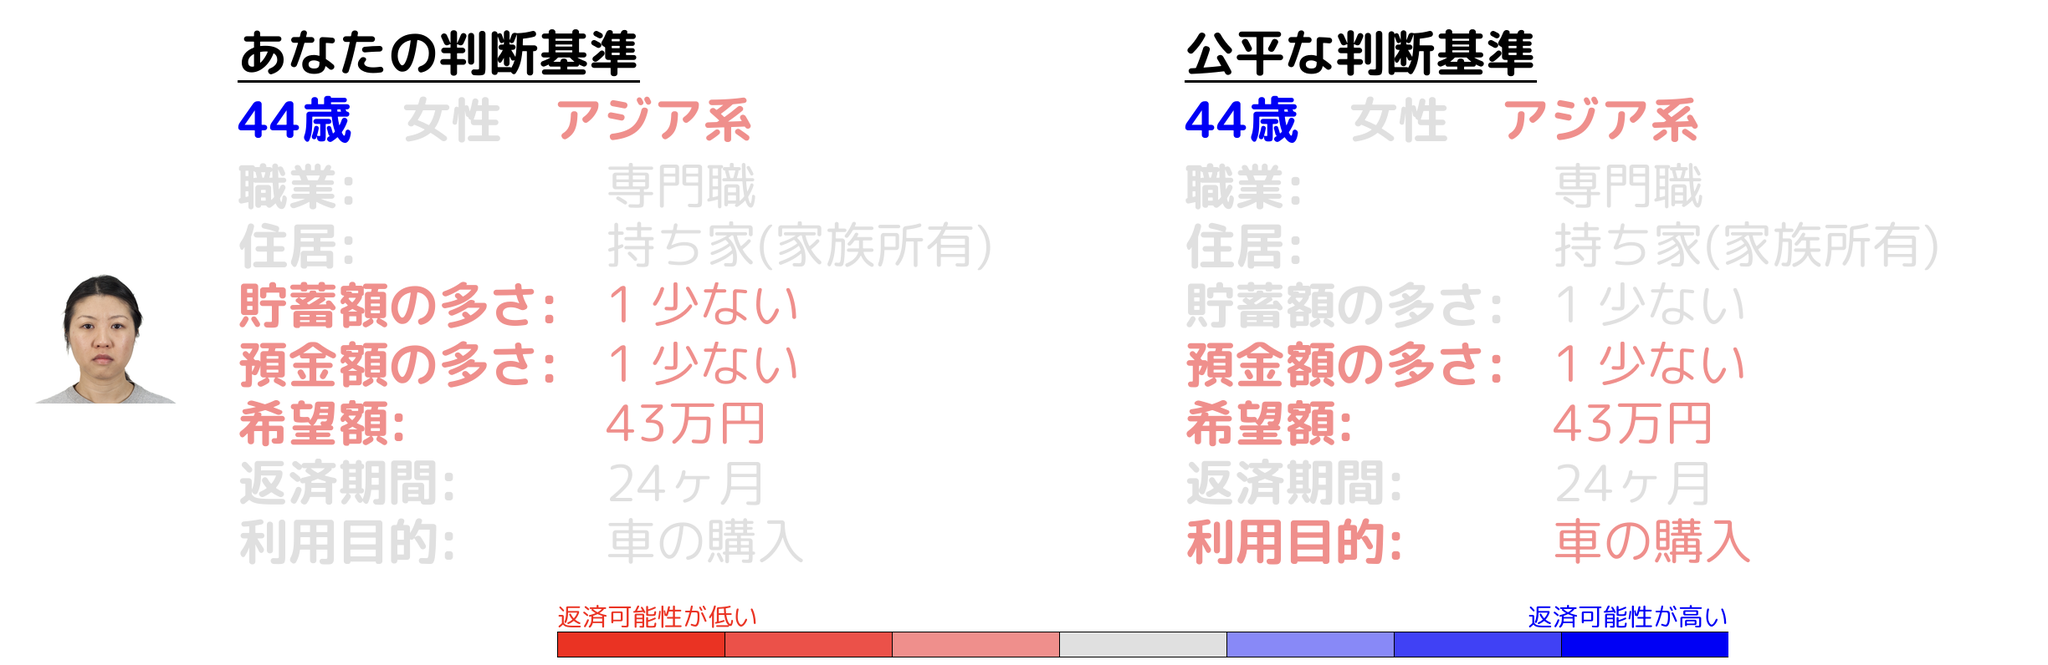 あなたの判断基準
44歳 女性 アジア系
職業: 専門職
住居: 持ち家(家族所有)
貯蓄額の多さ: 1 少ない
預金額の多さ: 1 少ない
希望額: 43万円
返済期間: 24ヶ月
利用目的: 車の購入
公平な判断基準
44歳 女性 アジア系
職業: 専門職
住居: 持ち家(家族所有)
貯蓄額の多さ: 1 少ない
預金額の多さ: 1 少ない
希望額: 43万円
返済期間: 24ヶ月
利用目的: 車の購入
返済可能性が低い
返済可能性が高い